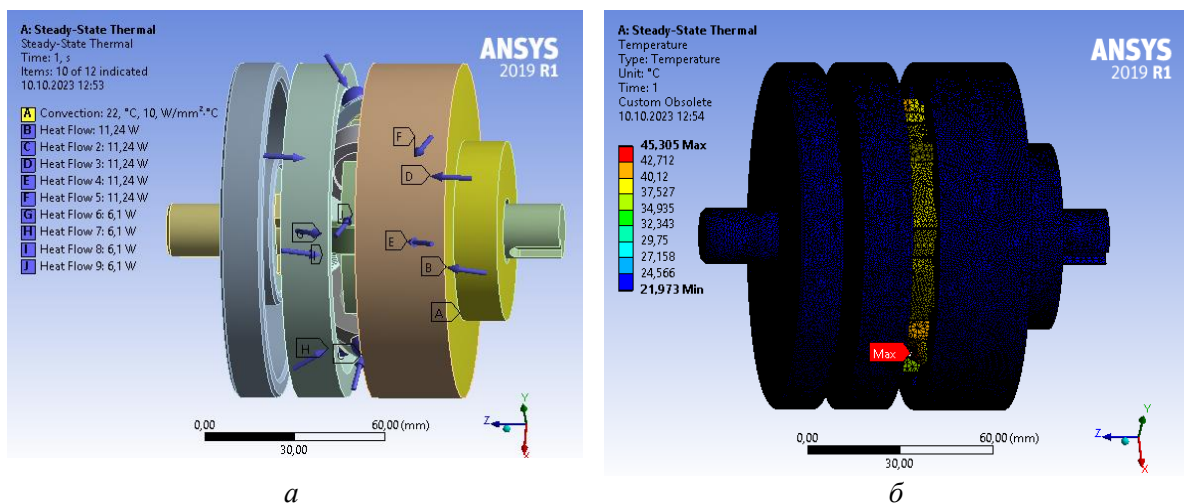 A: Steady-State Thermal
Steady-State Thermal
Time: 1, s
Items: 10 of 12 indicated
10.10.2023 12:53
A Convection: 22, °C, 10, W/mm²·°C
B Heat Flow: 11,24 W
C Heat Flow 2: 11,24 W
D Heat Flow 3: 11,24 W
E Heat Flow 4: 11,24 W
F Heat Flow 5: 11,24 W
G Heat Flow 6: 6,1 W
H Heat Flow 7: 6,1 W
I Heat Flow 8: 6,1 W
J Heat Flow 9: 6,1 W
ANSYS
2019 R1
F
D
E
B
A
H
0,00 60,00 (mm)
30,00
Y
Z
X
а
A: Steady-State Thermal
Temperature
Type: Temperature
Unit: °C
Time: 1
Custom Obsolete
10.10.2023 12:54
45,305 Max
42,712
40,12
37,527
34,935
32,343
29,75
27,158
24,566
21,973 Min
ANSYS
2019 R1
Max
0,00 60,00 (mm)
30,00
Y
Z
X
б